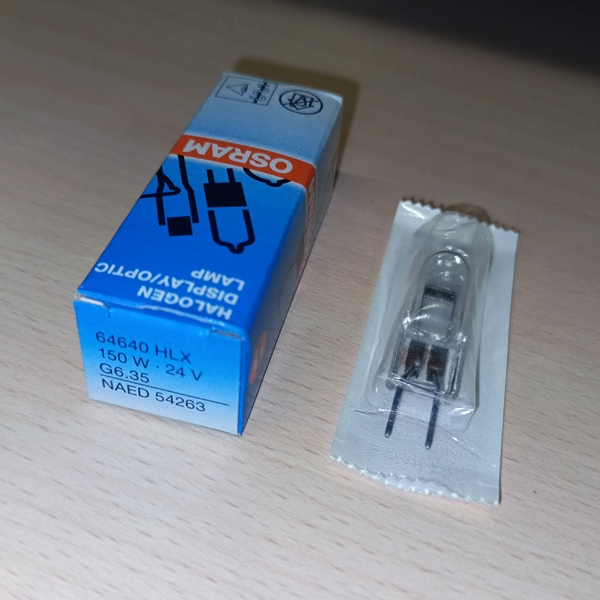 OSRAM
HALOGEN
DISPLAY/OPTIC
LAMP
64640 HLX
150 W · 24 V
G6.35
NAED 54263